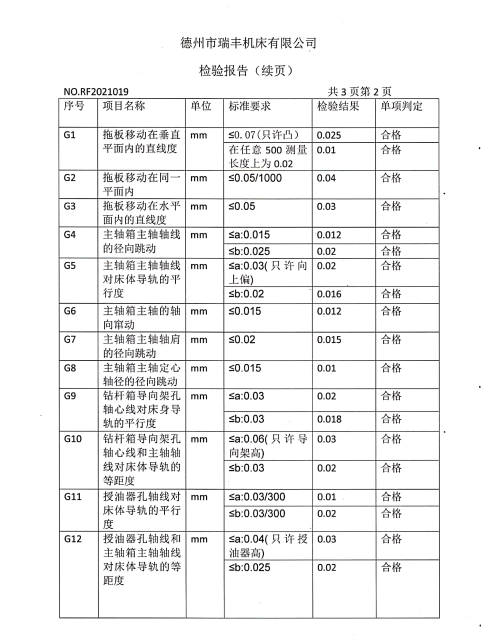 德州市瑞丰机床有限公司
检验报告（续页）
NO.RF2021019 共 3 页第 2 页
序号 项目名称 单位 标准要求 检验结果 单项判定
G1 拖板移动在垂直 mm ≤0.07(只许凸） 0.025 合格
平面内的直线度 在任意 500 测量 0.01 合格
长度上为 0.02
G2 拖板移动在同一 mm ≤0.05/1000 0.04 合格
平面内
G3 拖板移动在水平 mm ≤0.05 0.03 合格
面内的直线度
G4 主轴箱主轴轴线 mm ≤a:0.015 0.012 合格
的径向跳动 ≤b:0.025 0.02 合格
G5 主轴箱主轴轴线 mm ≤a:0.03( 只 许 向 0.02 合格
对床体导轨的平 上偏)
行度 ≤b:0.02 0.016 合格
G6 主轴箱主轴的轴 mm ≤0.015 0.012 合格
向窜动
G7 主轴箱主轴轴肩 mm ≤0.02 0.015 合格
的径向跳动
G8 主轴箱主轴定心 mm ≤0.015 0.01 合格
轴径的径向跳动
G9 钻杆箱导向架孔 mm ≤a:0.03 0.02 合格
轴心线对床身导
轨的平行度 ≤b:0.03 0.018 合格
G10 钻杆箱导向架孔 mm ≤a:0.06( 只 许 导 0.03 合格
轴心线和主轴轴 向架高)
线对床体导轨的 ≤b:0.03 0.02 合格
等距度
G11 授油器孔轴线对 mm ≤a:0.03/300 0.01 合格
床体导轨的平行 ≤b:0.03/300 0.02 合格
度
G12 授油器孔轴线和 mm ≤a:0.04( 只 许 授 0.03 合格
主轴箱主轴轴线 油器高)
对床体导轨的等 ≤b:0.025 0.02 合格
距度